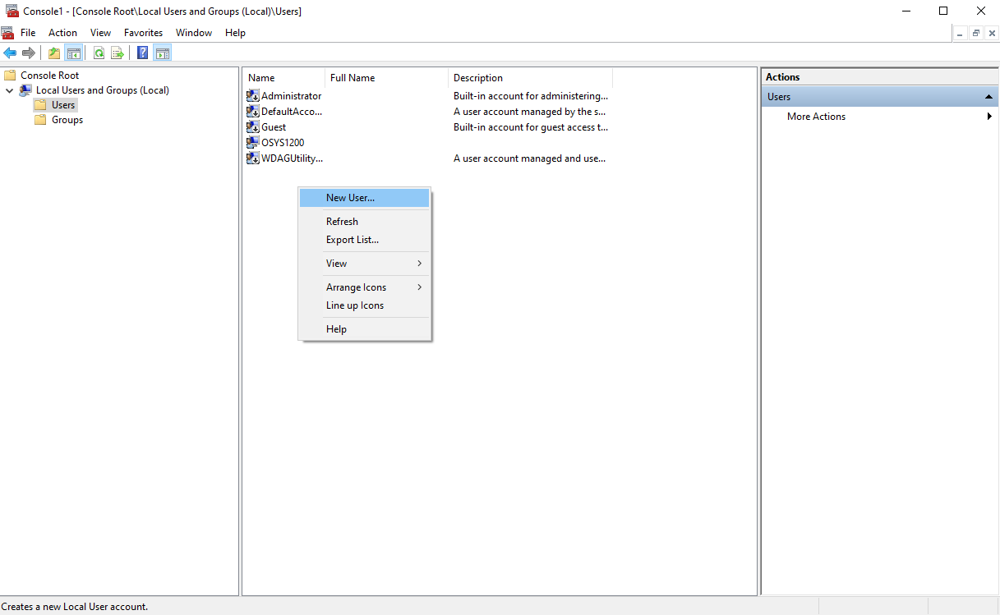 Console1 - [Console Root\Local Users and Groups (Local)\Users]
File Action View Favorites Window Help
Console Root
Local Users and Groups (Local)
Users
Groups
Name Full Name Description
Administrator Built-in account for administering...
DefaultAcco... A user account managed by the s...
Guest Built-in account for guest access t...
OSYS1200
WDAGUtility... A user account managed and use...
New User...
Refresh
Export List...
View
Arrange Icons
Line up Icons
Help
Actions
Users
More Actions
Creates a new Local User account.